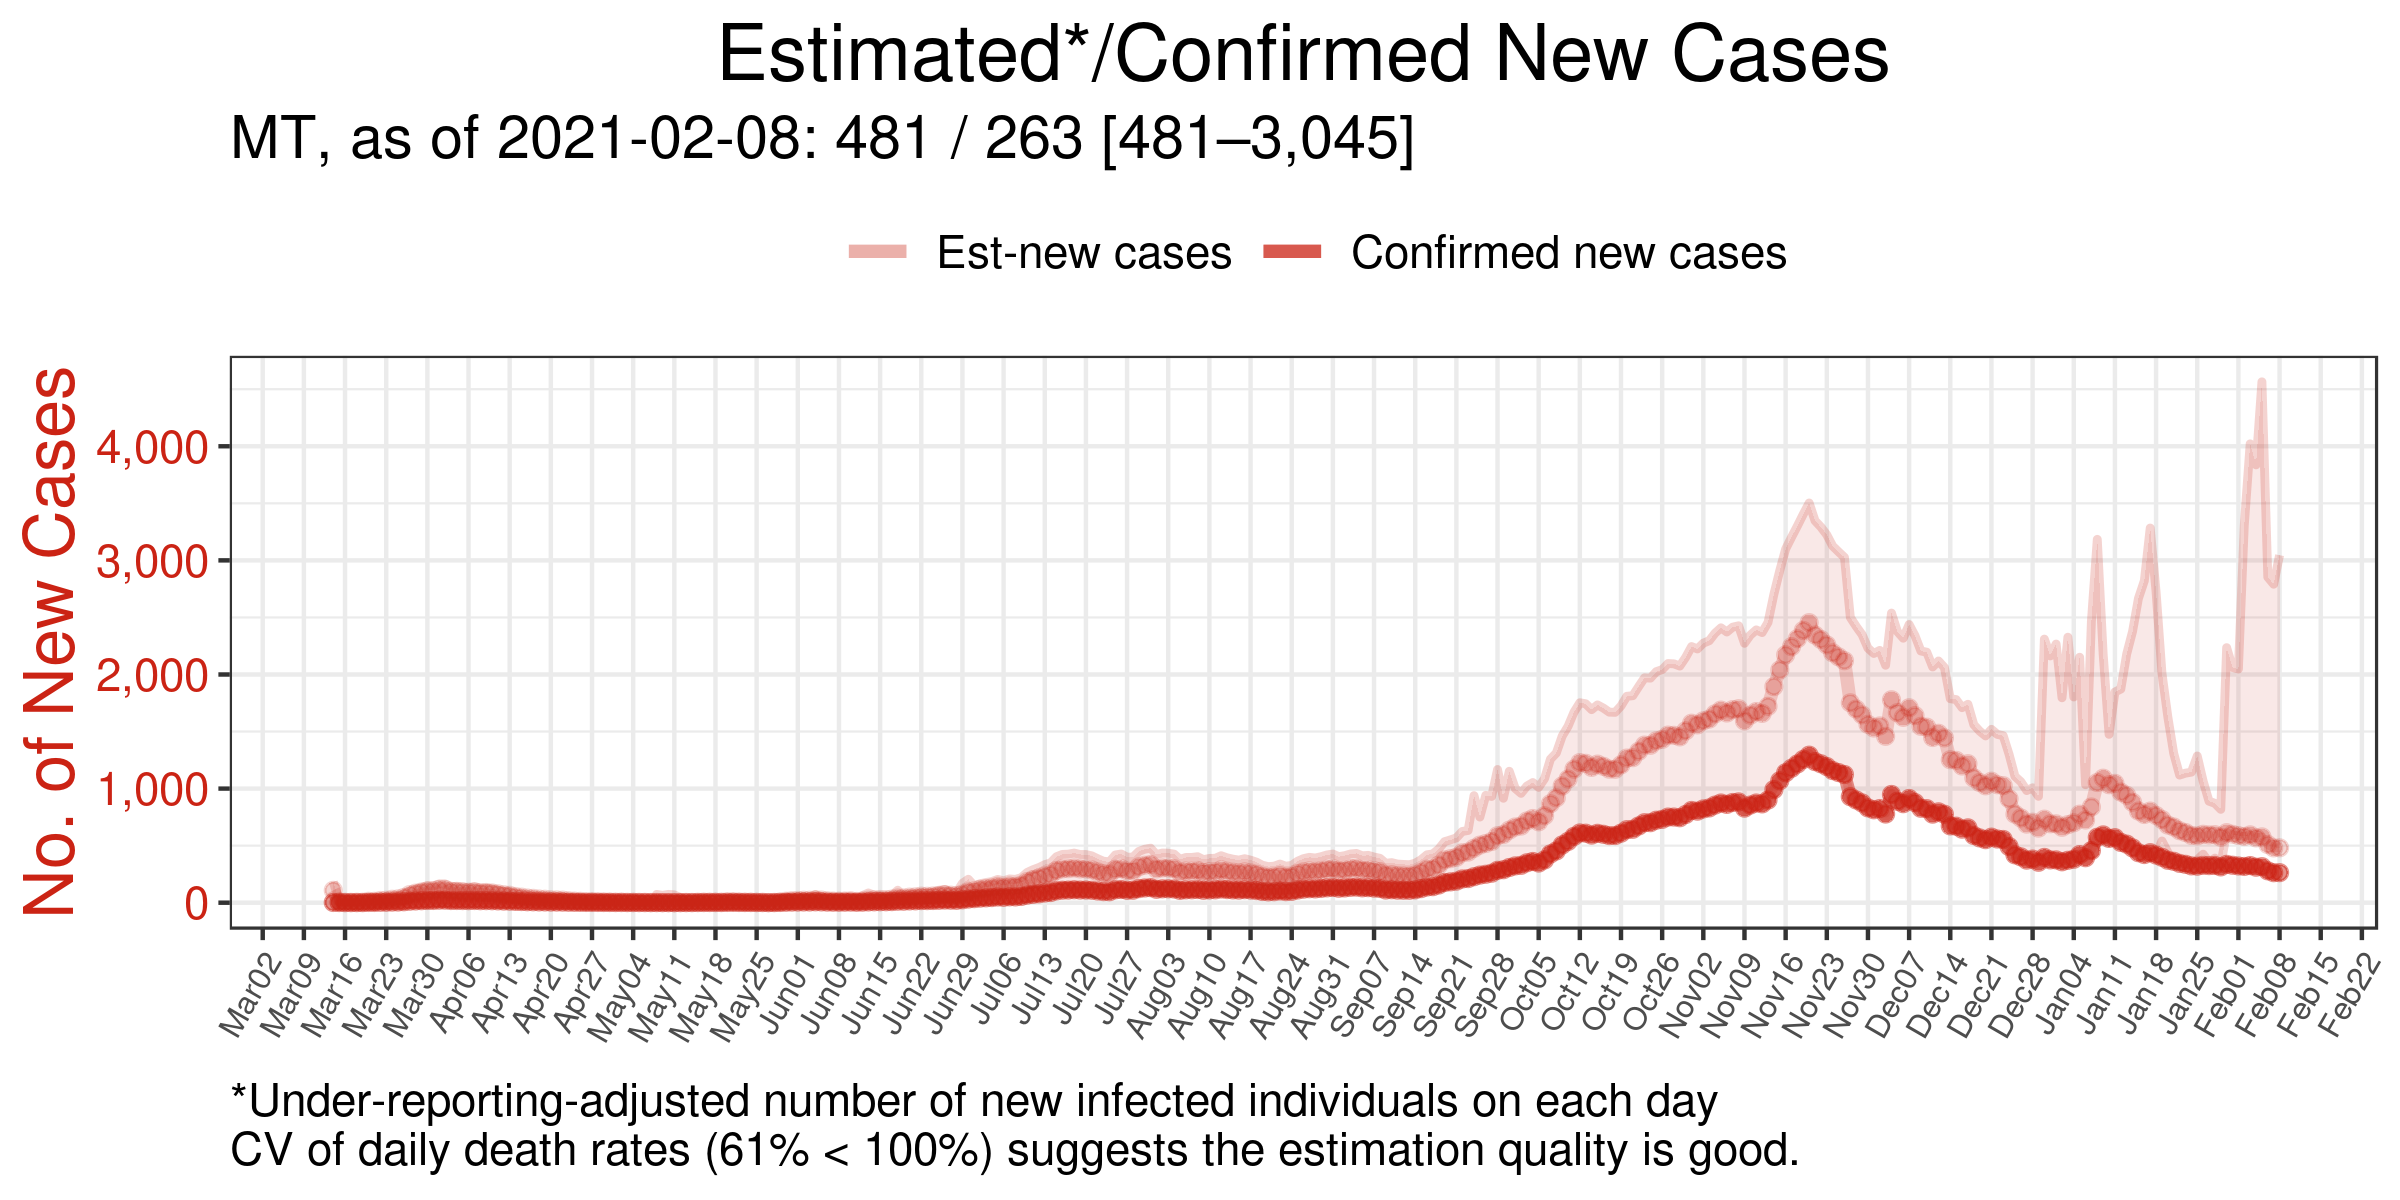 Estimated*/Confirmed New Cases
MT, as of 2021-02-08: 481 / 263 [481–3,045]
Est-new cases
Confirmed new cases
No. of New Cases
4,000
3,000
2,000
1,000
0
Mar02
Mar09
Mar16
Mar23
Mar30
Apr06
Apr13
Apr20
Apr27
May04
May11
May18
May25
Jun01
Jun08
Jun15
Jun22
Jun29
Jul06
Jul13
Jul20
Jul27
Aug03
Aug10
Aug17
Aug24
Aug31
Sep07
Sep14
Sep21
Sep28
Oct05
Oct12
Oct19
Oct26
Nov02
Nov09
Nov16
Nov23
Nov30
Dec07
Dec14
Dec21
Dec28
Jan04
Jan11
Jan18
Jan25
Feb01
Feb08
Feb15
Feb22
*Under-reporting-adjusted number of new infected individuals on each day
CV of daily death rates (61% < 100%) suggests the estimation quality is good.